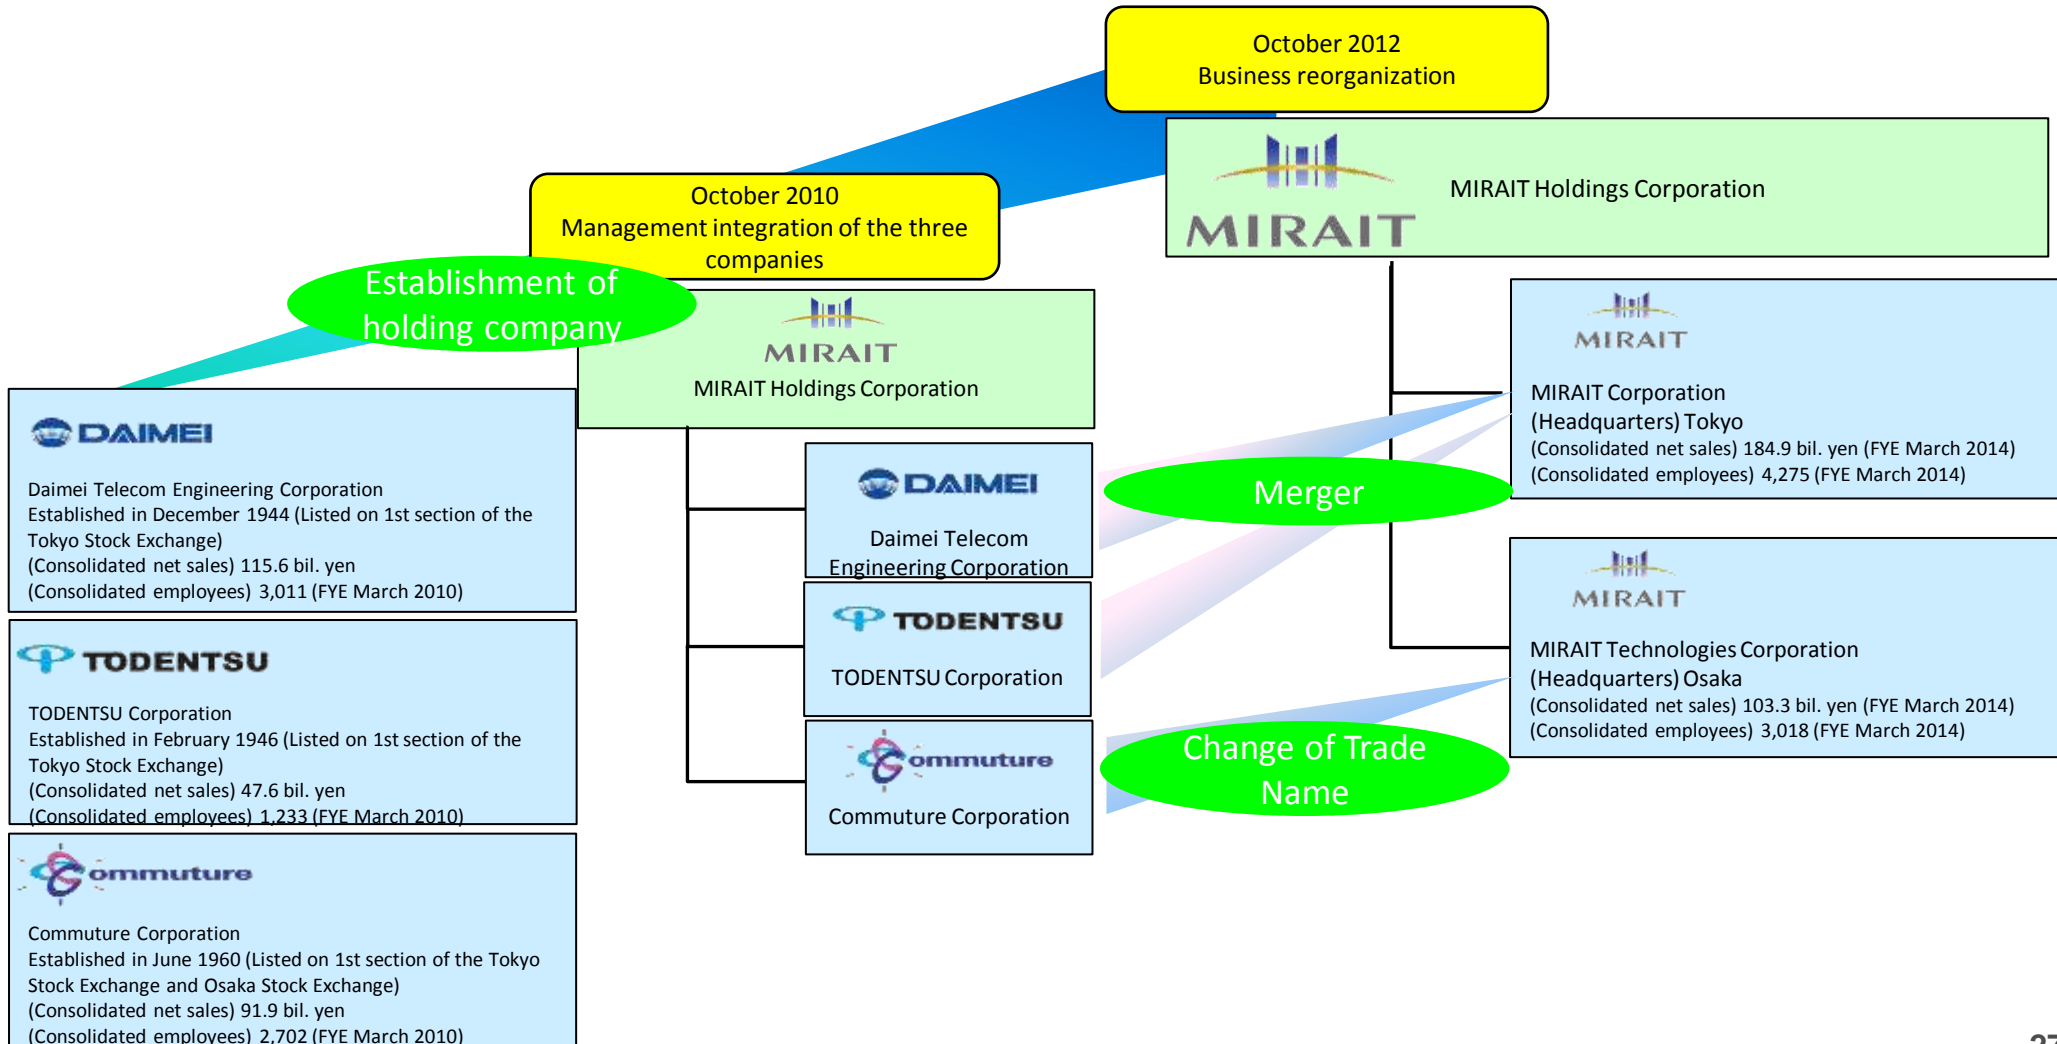 October 2012
Business reorganization
MIRAIT
MIRAIT Holdings Corporation
October 2010
Management integration of the three
companies
Establishment of
holding company
MIRAIT
MIRAIT Holdings Corporation
DAIMEI
Daimei Telecom Engineering Corporation
Established in December 1944 (Listed on 1st section of the
Tokyo Stock Exchange)
(Consolidated net sales) 115.6 bil. yen
(Consolidated employees) 3,011 (FYE March 2010)
TODENTSU
TODENTSU Corporation
Established in February 1946 (Listed on 1st section of the
Tokyo Stock Exchange)
(Consolidated net sales) 47.6 bil. yen
(Consolidated employees) 1,233 (FYE March 2010)
Commuture
Commuture Corporation
Established in June 1960 (Listed on 1st section of the Tokyo
Stock Exchange and Osaka Stock Exchange)
(Consolidated net sales) 91.9 bil. yen
(Consolidated employees) 2,702 (FYE March 2010)
DAIMEI
Daimei Telecom
Engineering Corporation
TODENTSU
TODENTSU Corporation
Commuture
Commuture Corporation
Merger
Change of Trade
Name
MIRAIT
MIRAIT Corporation
(Headquarters) Tokyo
(Consolidated net sales) 184.9 bil. yen (FYE March 2014)
(Consolidated employees) 4,275 (FYE March 2014)
MIRAIT
MIRAIT Technologies Corporation
(Headquarters) Osaka
(Consolidated net sales) 103.3 bil. yen (FYE March 2014)
(Consolidated employees) 3,018 (FYE March 2014)
27